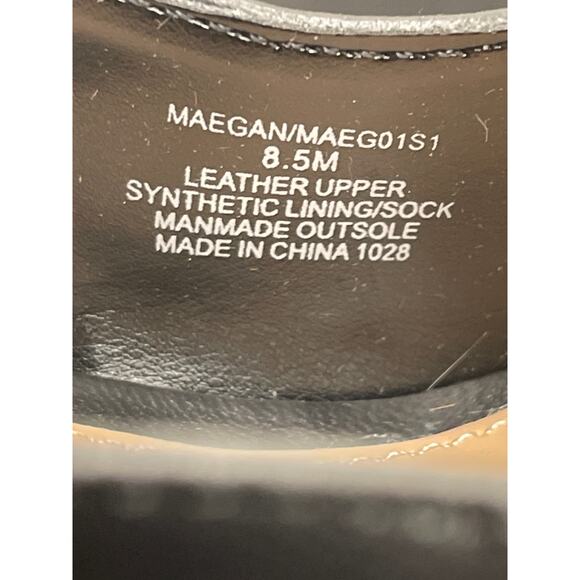 MAEGAN/MAEG01S1
8.5M
LEATHER UPPER
SYNTHETIC LINING/SOCK
MANMADE OUTSOLE
MADE IN CHINA 1028